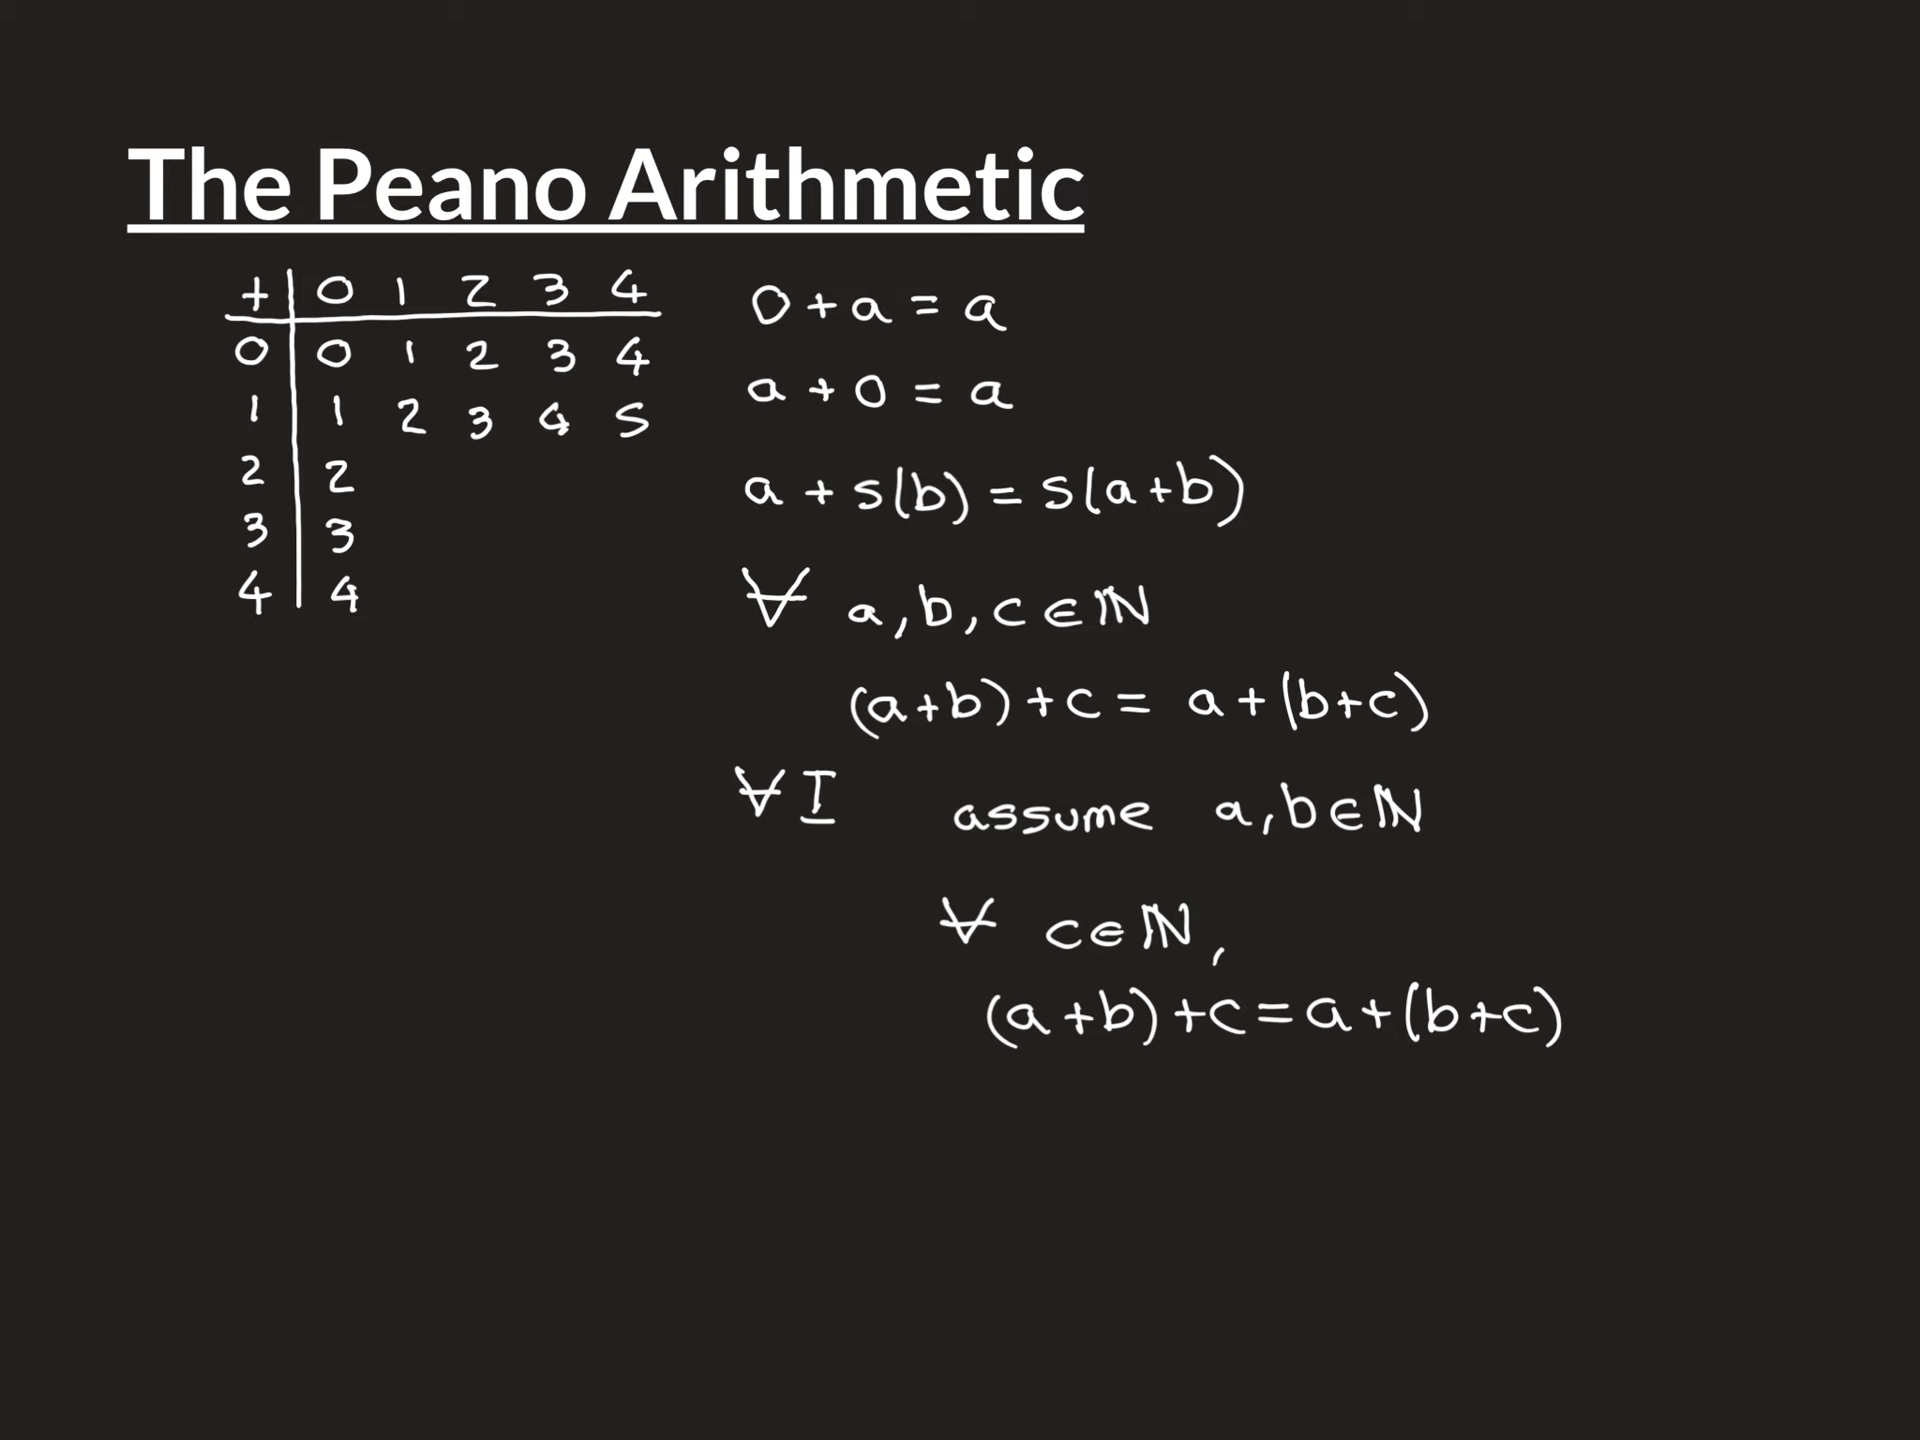 The Peano Arithmetic
+ 0 1 2 3 4
0 0 1 2 3 4
1 1 2 3 4 5
2 2
3 3
4 4
0 + a = a
a + 0 = a
a + s(b) = s(a+b)
∀ a, b, c ∈ ℕ
(a+b) + c = a + (b+c)
∀I assume a, b ∈ ℕ
∀ c ∈ ℕ,
(a+b) + c = a + (b+c)